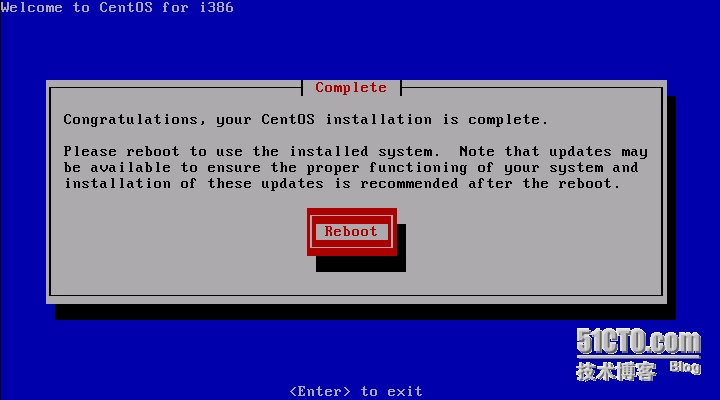 Welcome to CentOS for i386
Complete
Congratulations, your CentOS installation is complete.
Please reboot to use the installed system.  Note that updates may
be available to ensure the proper functioning of your system and
installation of these updates is recommended after the reboot.
Reboot
51CTO.com
技术博客 Blog
<Enter> to exit